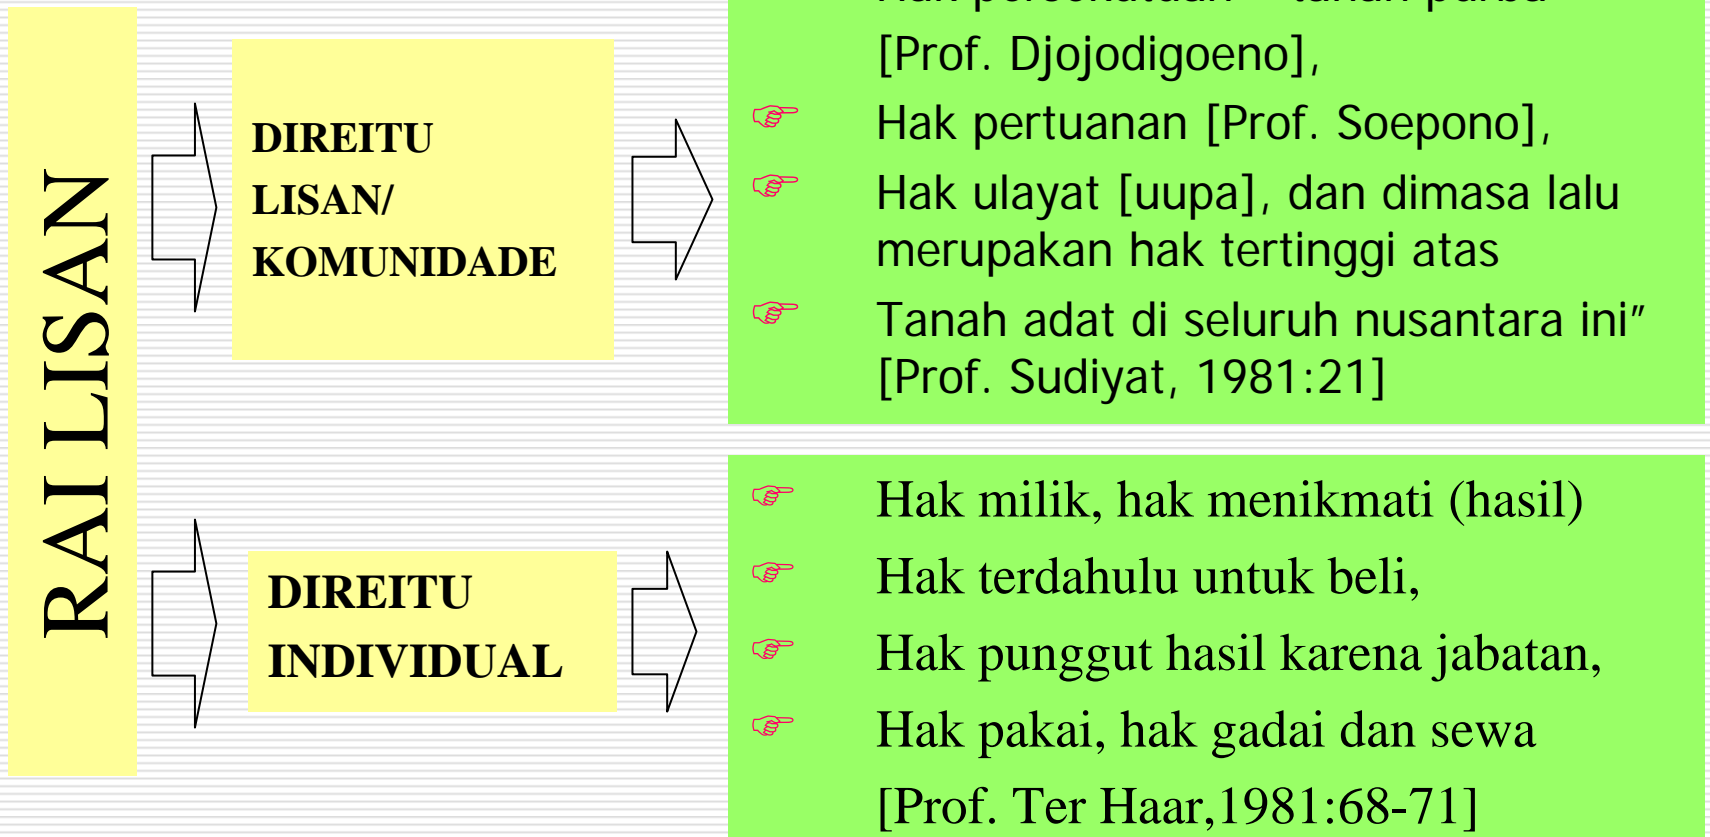 RAI LISAN
DIREITU
LISAN/
KOMUNIDADE
[Prof. Djojodigoeno],
Hak pertuanan [Prof. Soepono],
Hak ulayat [uupa], dan dimasa lalu
merupakan hak tertinggi atas
Tanah adat di seluruh nusantara ini”
[Prof. Sudiyat, 1981:21]
DIREITU
INDIVIDUAL
Hak milik, hak menikmati (hasil)
Hak terdahulu untuk beli,
Hak punggut hasil karena jabatan,
Hak pakai, hak gadai dan sewa
[Prof. Ter Haar,1981:68-71]